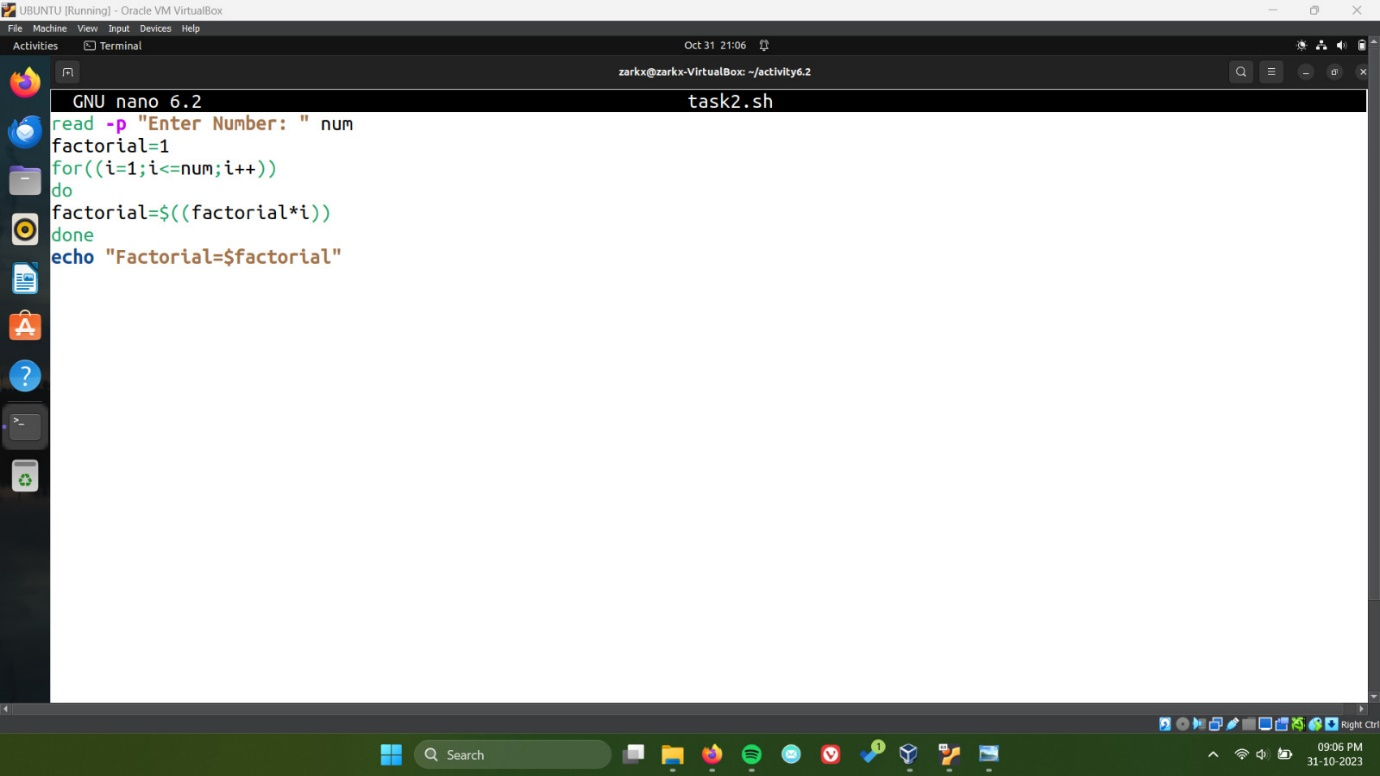 UBUNTU [Running] - Oracle VM VirtualBox
File Machine View Input Devices Help
Activities Terminal Oct 31 21:06
zarkx@zarkx-VirtualBox: ~/activity6.2
GNU nano 6.2 task2.sh
read -p "Enter Number: " num
factorial=1
for((i=1;i<=num;i++))
do
factorial=$((factorial*i))
done
echo "Factorial=$factorial"
Right Ctrl
Search
1
09:06 PM
31-10-2023